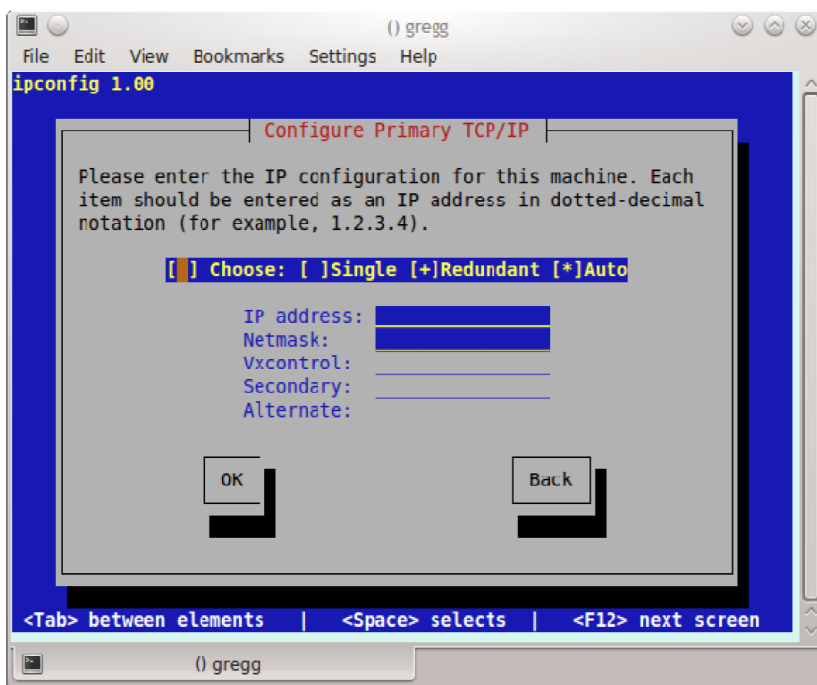 () gregg
File Edit View Bookmarks Settings Help
ipconfig 1.00
Configure Primary TCP/IP
Please enter the IP configuration for this machine. Each
item should be entered as an IP address in dotted-decimal
notation (for example, 1.2.3.4).
[ ] Choose: [ ]Single [+]Redundant [*]Auto
IP address:
Netmask:
Vxcontrol:
Secondary:
Alternate:
OK Back
<Tab> between elements | <Space> selects | <F12> next screen
() gregg